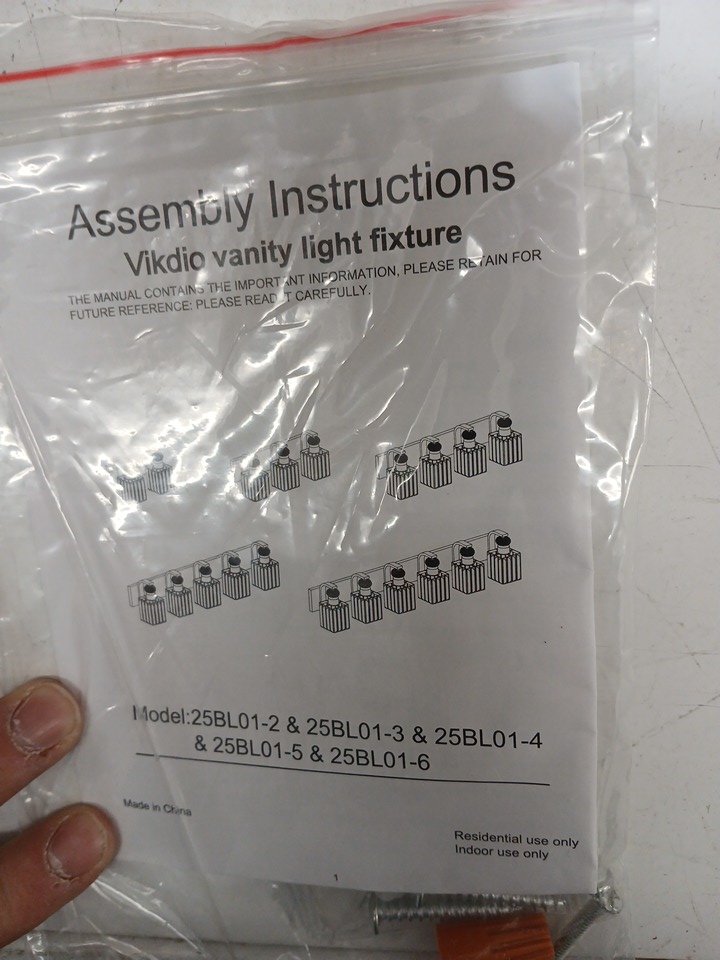 Assembly Instructions
Vikdio vanity light fixture
THE MANUAL CONTAINS THE IMPORTANT INFORMATION, PLEASE RETAIN FOR
FUTURE REFERENCE: PLEASE READ IT CAREFULLY.
Model:25BL01-2 & 25BL01-3 & 25BL01-4
& 25BL01-5 & 25BL01-6
Made in China
Residential use only
Indoor use only
1